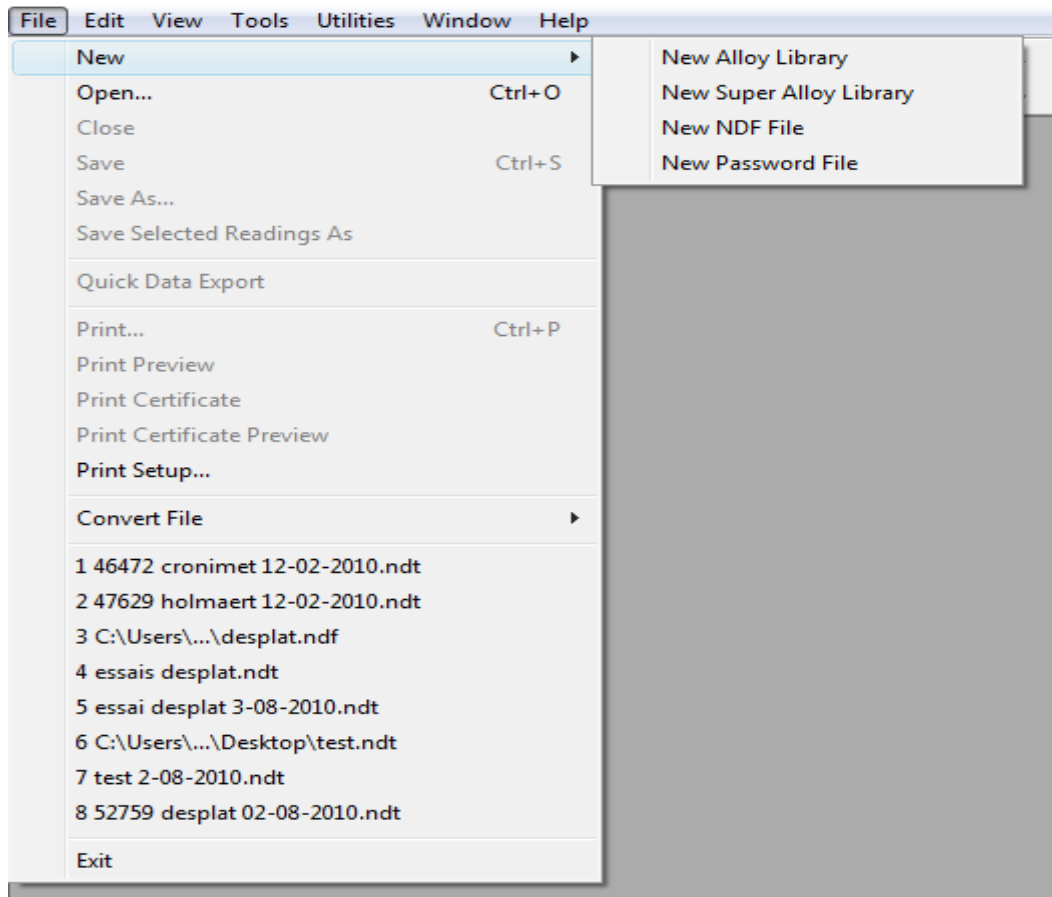 File Edit View Tools Utilities Window Help
New
Open... Ctrl+O
Close
Save Ctrl+S
Save As...
Save Selected Readings As
Quick Data Export
Print... Ctrl+P
Print Preview
Print Certificate
Print Certificate Preview
Print Setup...
Convert File
1 46472 cronimet 12-02-2010.ndt
2 47629 holmaert 12-02-2010.ndt
3 C:\Users\...\desplat.ndf
4 essais desplat.ndt
5 essai desplat 3-08-2010.ndt
6 C:\Users\...\Desktop\test.ndt
7 test 2-08-2010.ndt
8 52759 desplat 02-08-2010.ndt
Exit
New Alloy Library
New Super Alloy Library
New NDF File
New Password File